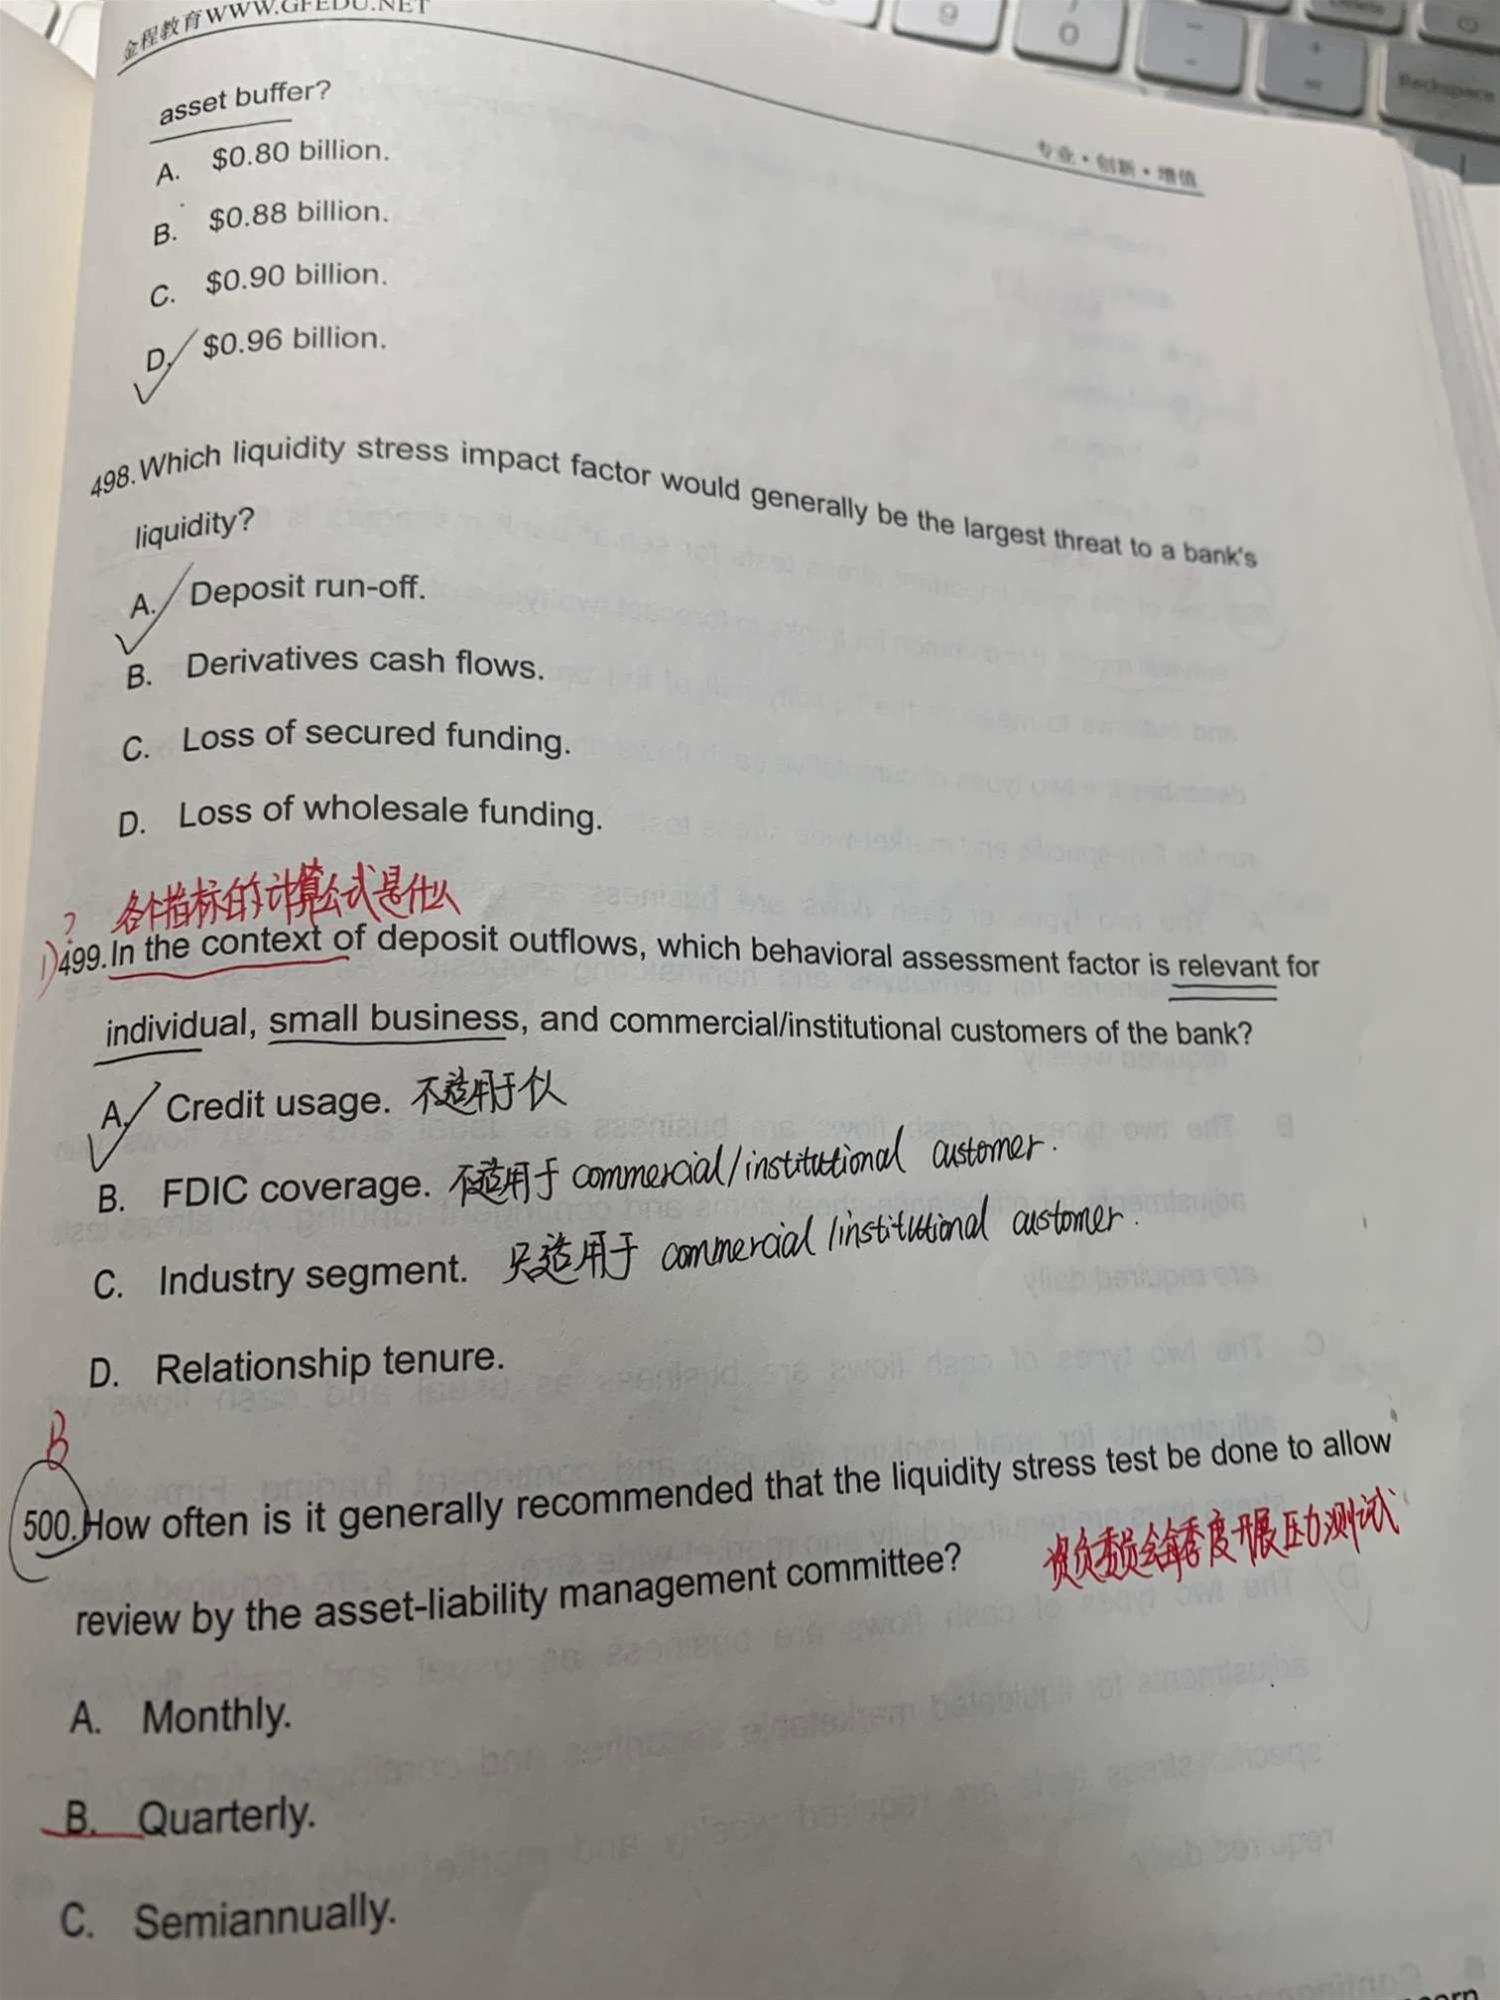 金程教育WWW.GFEDU.NET
专业·创新·增值
asset buffer?
A. $0.80 billion.
B. $0.88 billion.
C. $0.90 billion.
D. $0.96 billion.
498.Which liquidity stress impact factor would generally be the largest threat to a bank's
liquidity?
A. Deposit run-off.
B. Derivatives cash flows.
C. Loss of secured funding.
D. Loss of wholesale funding.
? 各个指标的计算公式是什么
1)499.In the context of deposit outflows, which behavioral assessment factor is relevant for
individual, small business, and commercial/institutional customers of the bank?
A. Credit usage. 不适用于
B. FDIC coverage. 不适用于 commercial/institutional customer.
C. Industry segment. 只适用于 commercial/institutional customer.
D. Relationship tenure.
B
500.How often is it generally recommended that the liquidity stress test be done to allow
review by the asset-liability management committee?
资负委员会每季度开展压力测试
A. Monthly.
B. Quarterly.
C. Semiannually.